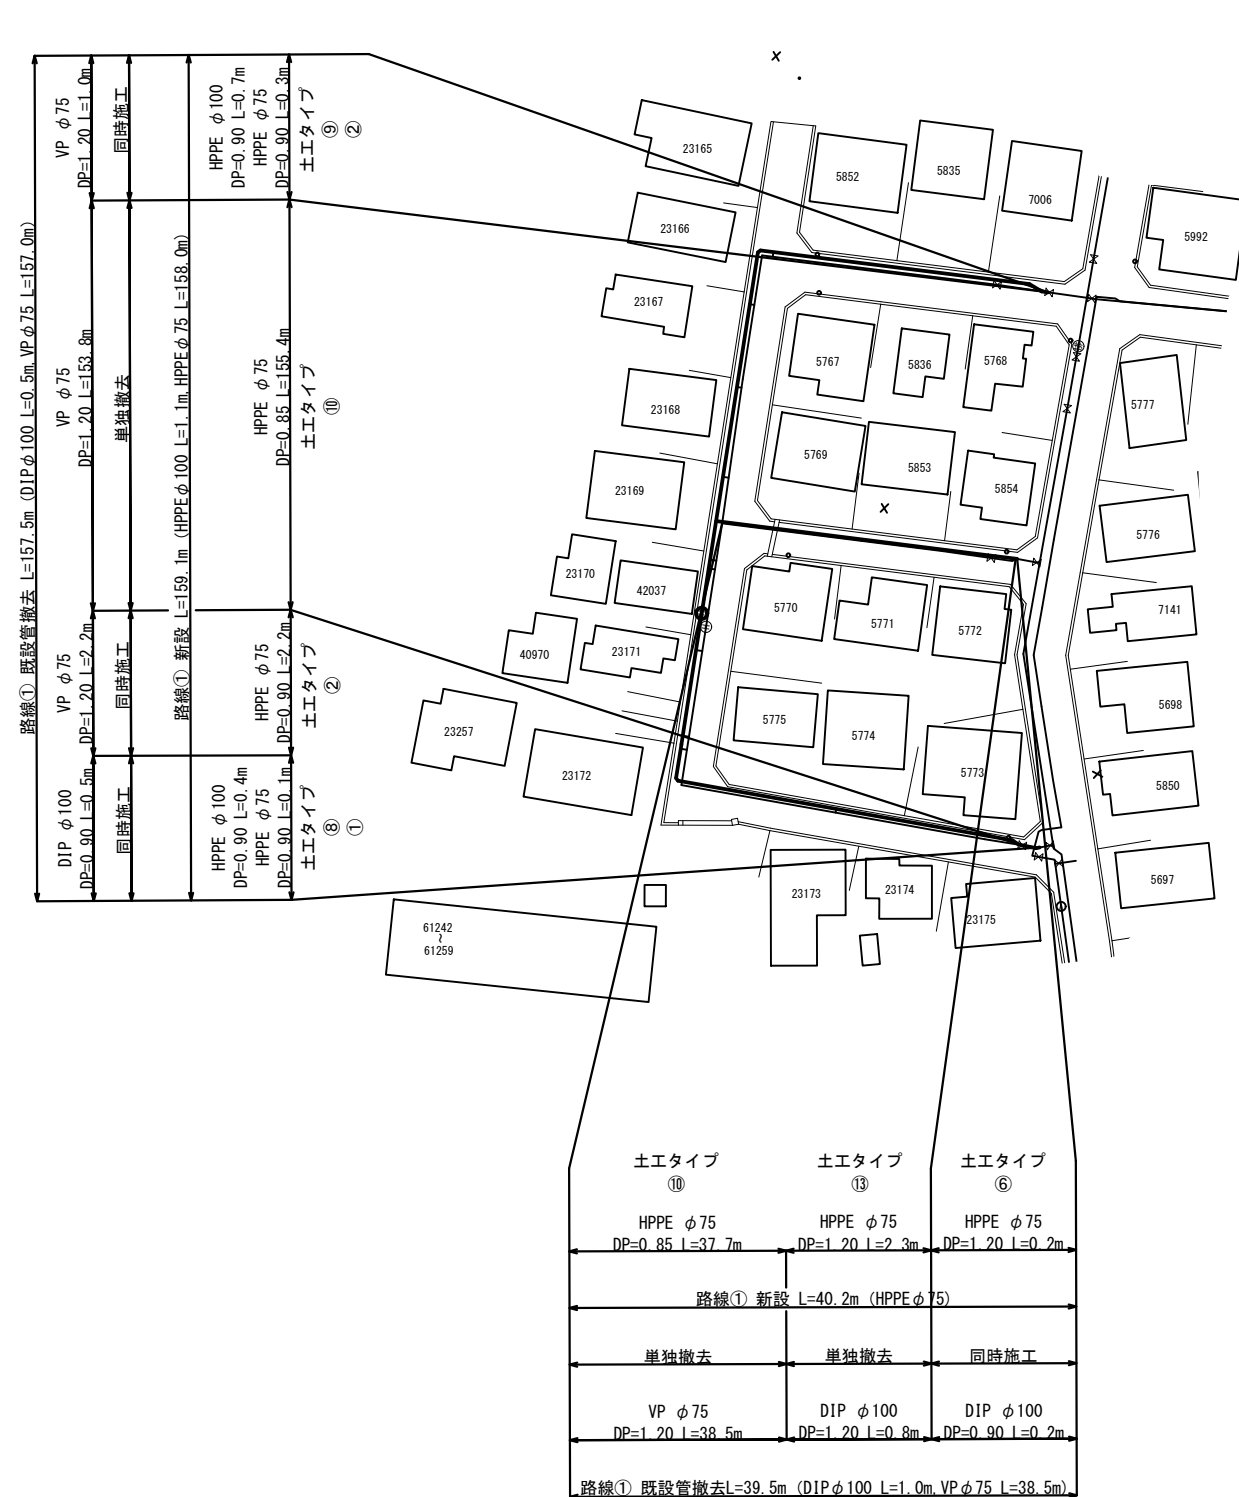 路線① 既設管撤去 L=157.5m (DIPφ100 L=0.5m,VPφ75 L=157.0m)
VP φ75
DP=1.20 L=1.0m
VP φ75
DP=1.20 L=153.8m
VP φ75
DP=1.20 L=2.2m
DIP φ100
DP=0.90 L=0.5m
同時施工
単独撤去
同時施工
同時施工
路線① 新設 L=159.1m (HPPEφ100 L=1.1m,HPPEφ75 L=158.0m)
HPPE φ100
DP=0.90 L=0.7m
HPPE φ75
DP=0.90 L=0.3m
土工タイプ
⑨ ②
HPPE φ75
DP=0.85 L=155.4m
土工タイプ
⑩
HPPE φ75
DP=0.90 L=2.2m
土工タイプ
②
HPPE φ100
DP=0.90 L=0.4m
HPPE φ75
DP=0.90 L=0.1m
土工タイプ
⑧ ①
23165
5852
5835
7006
5992
23166
23167
5767
5836
5768
5777
23168
5769
5853
5854
23169
5776
23170
42037
5770
5771
5772
7141
40970
23171
5698
23257
5775
5774
5773
23172
5850
23173
23174
23175
5697
61242
～
61259
土工タイプ 土工タイプ 土工タイプ
⑩ ⑬ ⑥
HPPE φ75 HPPE φ75 HPPE φ75
DP=0.85 L=37.7m DP=1.20 L=2.3m DP=1.20 L=0.2m
路線① 新設 L=40.2m (HPPEφ75)
単独撤去 単独撤去 同時施工
VP φ75 DIP φ100 DIP φ100
DP=1.20 L=38.5m DP=1.20 L=0.8m DP=0.90 L=0.2m
路線① 既設管撤去L=39.5m (DIPφ100 L=1.0m,VPφ75 L=38.5m)